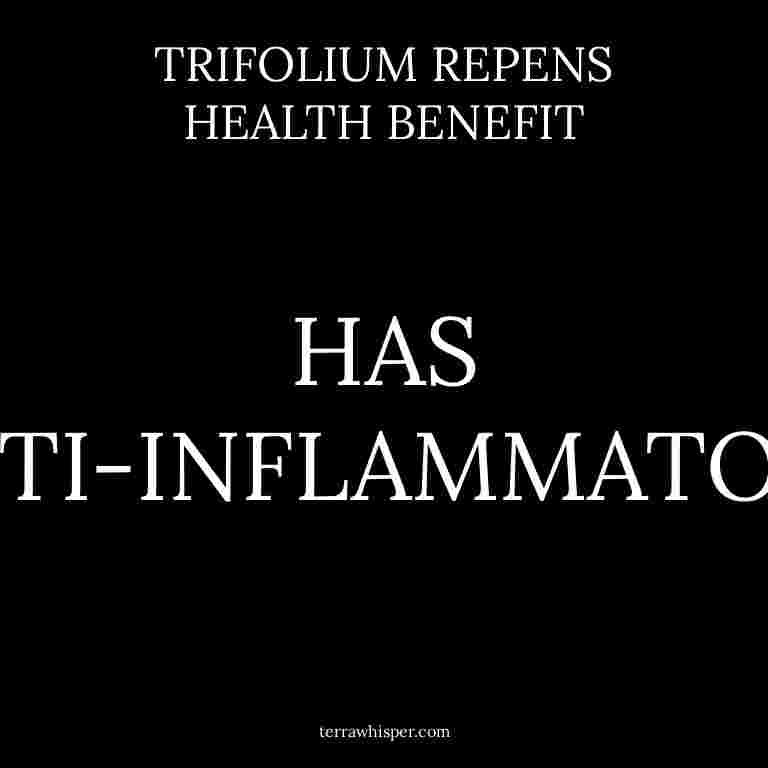 TRIFOLIUM REPENS
HEALTH BENEFIT
HAS
TI-INFLAMMATO
terrawhisper.com